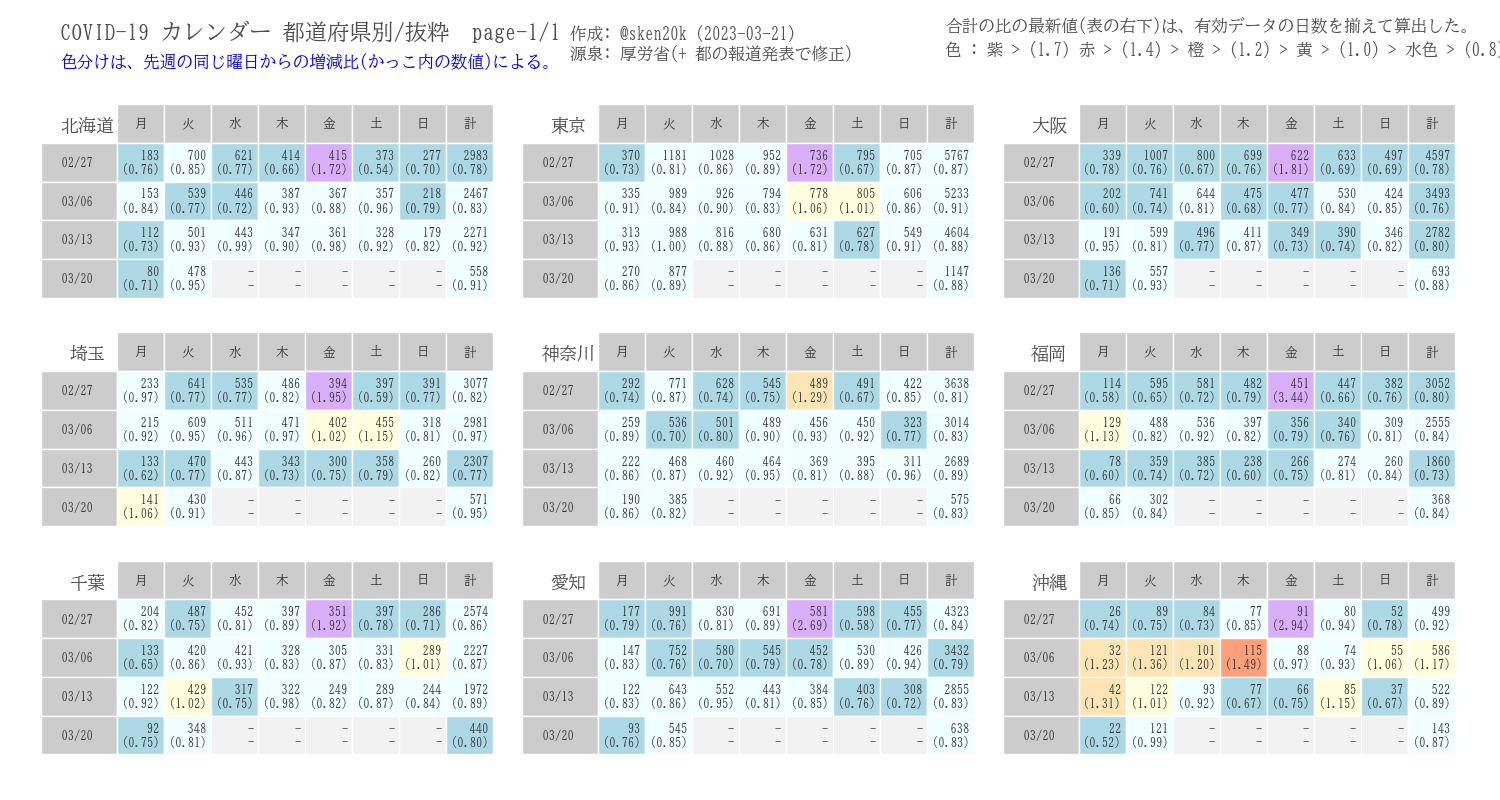 COVID-19 カレンダー 都道府県別/抜粋 page-1/1
色分けは、先週の同じ曜日からの増減比(かっこ内の数値)による。
作成: @sken20k (2023-03-21)
源泉: 厚労省(+ 都の報道発表で修正)
合計の比の最新値(表の右下)は、有効データの日数を揃えて算出した。
色 : 紫 > (1.7) 赤 > (1.4) > 橙 > (1.2) > 黄 > (1.0) > 水色 > (0.8)
北海道 月 火 水 木 金 土 日 計
02/27 183 700 621 414 415 373 277 2983
(0.76) (0.85) (0.77) (0.66) (1.72) (0.54) (0.70) (0.78)
03/06 153 539 446 387 367 357 218 2467
(0.84) (0.77) (0.72) (0.93) (0.88) (0.96) (0.79) (0.83)
03/13 112 501 443 347 361 328 179 2271
(0.73) (0.93) (0.99) (0.90) (0.98) (0.92) (0.82) (0.92)
03/20 80 478 – – – – – 558
(0.71) (0.95) – – – – – (0.91)
東京 月 火 水 木 金 土 日 計
02/27 370 1181 1028 952 736 795 705 5767
(0.73) (0.81) (0.86) (0.89) (1.72) (0.67) (0.87) (0.87)
03/06 335 989 926 794 778 805 606 5233
(0.91) (0.84) (0.90) (0.83) (1.06) (1.01) (0.86) (0.91)
03/13 313 988 816 680 631 627 549 4604
(0.93) (1.00) (0.88) (0.86) (0.81) (0.78) (0.91) (0.88)
03/20 270 877 – – – – – 1147
(0.86) (0.89) – – – – – (0.88)
大阪 月 火 水 木 金 土 日 計
02/27 339 1007 800 699 622 633 497 4597
(0.78) (0.76) (0.67) (0.76) (1.81) (0.69) (0.69) (0.78)
03/06 202 741 644 475 477 530 424 3493
(0.60) (0.74) (0.81) (0.68) (0.77) (0.84) (0.85) (0.76)
03/13 191 599 496 411 349 390 346 2782
(0.95) (0.81) (0.77) (0.87) (0.73) (0.74) (0.82) (0.80)
03/20 136 557 – – – – – 693
(0.71) (0.93) – – – – – (0.88)
埼玉 月 火 水 木 金 土 日 計
02/27 233 641 535 486 394 397 391 3077
(0.97) (0.77) (0.77) (0.82) (1.95) (0.59) (0.77) (0.82)
03/06 215 609 511 471 402 455 318 2981
(0.92) (0.95) (0.96) (0.97) (1.02) (1.15) (0.81) (0.97)
03/13 133 470 443 343 300 358 260 2307
(0.62) (0.77) (0.87) (0.73) (0.75) (0.79) (0.82) (0.77)
03/20 141 430 – – – – – 571
(1.06) (0.91) – – – – – (0.95)
神奈川 月 火 水 木 金 土 日 計
02/27 292 771 628 545 489 491 422 3638
(0.74) (0.87) (0.74) (0.75) (1.29) (0.67) (0.85) (0.81)
03/06 259 536 501 489 456 450 323 3014
(0.89) (0.70) (0.80) (0.90) (0.93) (0.92) (0.77) (0.83)
03/13 222 468 460 464 369 395 311 2689
(0.86) (0.87) (0.92) (0.95) (0.81) (0.88) (0.96) (0.89)
03/20 190 385 – – – – – 575
(0.86) (0.82) – – – – – (0.83)
福岡 月 火 水 木 金 土 日 計
02/27 114 595 581 482 451 447 382 3052
(0.58) (0.65) (0.72) (0.79) (3.44) (0.66) (0.76) (0.80)
03/06 129 488 536 397 356 340 309 2555
(1.13) (0.82) (0.92) (0.82) (0.79) (0.76) (0.81) (0.84)
03/13 78 359 385 238 266 274 260 1860
(0.60) (0.74) (0.72) (0.60) (0.75) (0.81) (0.84) (0.73)
03/20 66 302 – – – – – 368
(0.85) (0.84) – – – – – (0.84)
千葉 月 火 水 木 金 土 日 計
02/27 204 487 452 397 351 397 286 2574
(0.82) (0.75) (0.81) (0.89) (1.92) (0.78) (0.71) (0.86)
03/06 133 420 421 328 305 331 289 2227
(0.65) (0.86) (0.93) (0.83) (0.87) (0.83) (1.01) (0.87)
03/13 122 429 317 322 249 289 244 1972
(0.92) (1.02) (0.75) (0.98) (0.82) (0.87) (0.84) (0.89)
03/20 92 348 – – – – – 440
(0.75) (0.81) – – – – – (0.80)
愛知 月 火 水 木 金 土 日 計
02/27 177 991 830 691 581 598 455 4323
(0.79) (0.76) (0.81) (0.89) (2.69) (0.58) (0.77) (0.84)
03/06 147 752 580 545 452 530 426 3432
(0.83) (0.76) (0.70) (0.79) (0.78) (0.89) (0.94) (0.79)
03/13 122 643 552 443 384 403 308 2855
(0.83) (0.86) (0.95) (0.81) (0.85) (0.76) (0.72) (0.83)
03/20 93 545 – – – – – 638
(0.76) (0.85) – – – – – (0.83)
沖縄 月 火 水 木 金 土 日 計
02/27 26 89 84 77 91 80 52 499
(0.74) (0.75) (0.73) (0.85) (2.94) (0.94) (0.78) (0.92)
03/06 32 121 101 115 88 74 55 586
(1.23) (1.36) (1.20) (1.49) (0.97) (0.93) (1.06) (1.17)
03/13 42 122 93 77 66 85 37 522
(1.31) (1.01) (0.92) (0.67) (0.75) (1.15) (0.67) (0.89)
03/20 22 121 – – – – – 143
(0.52) (0.99) – – – – – (0.87)